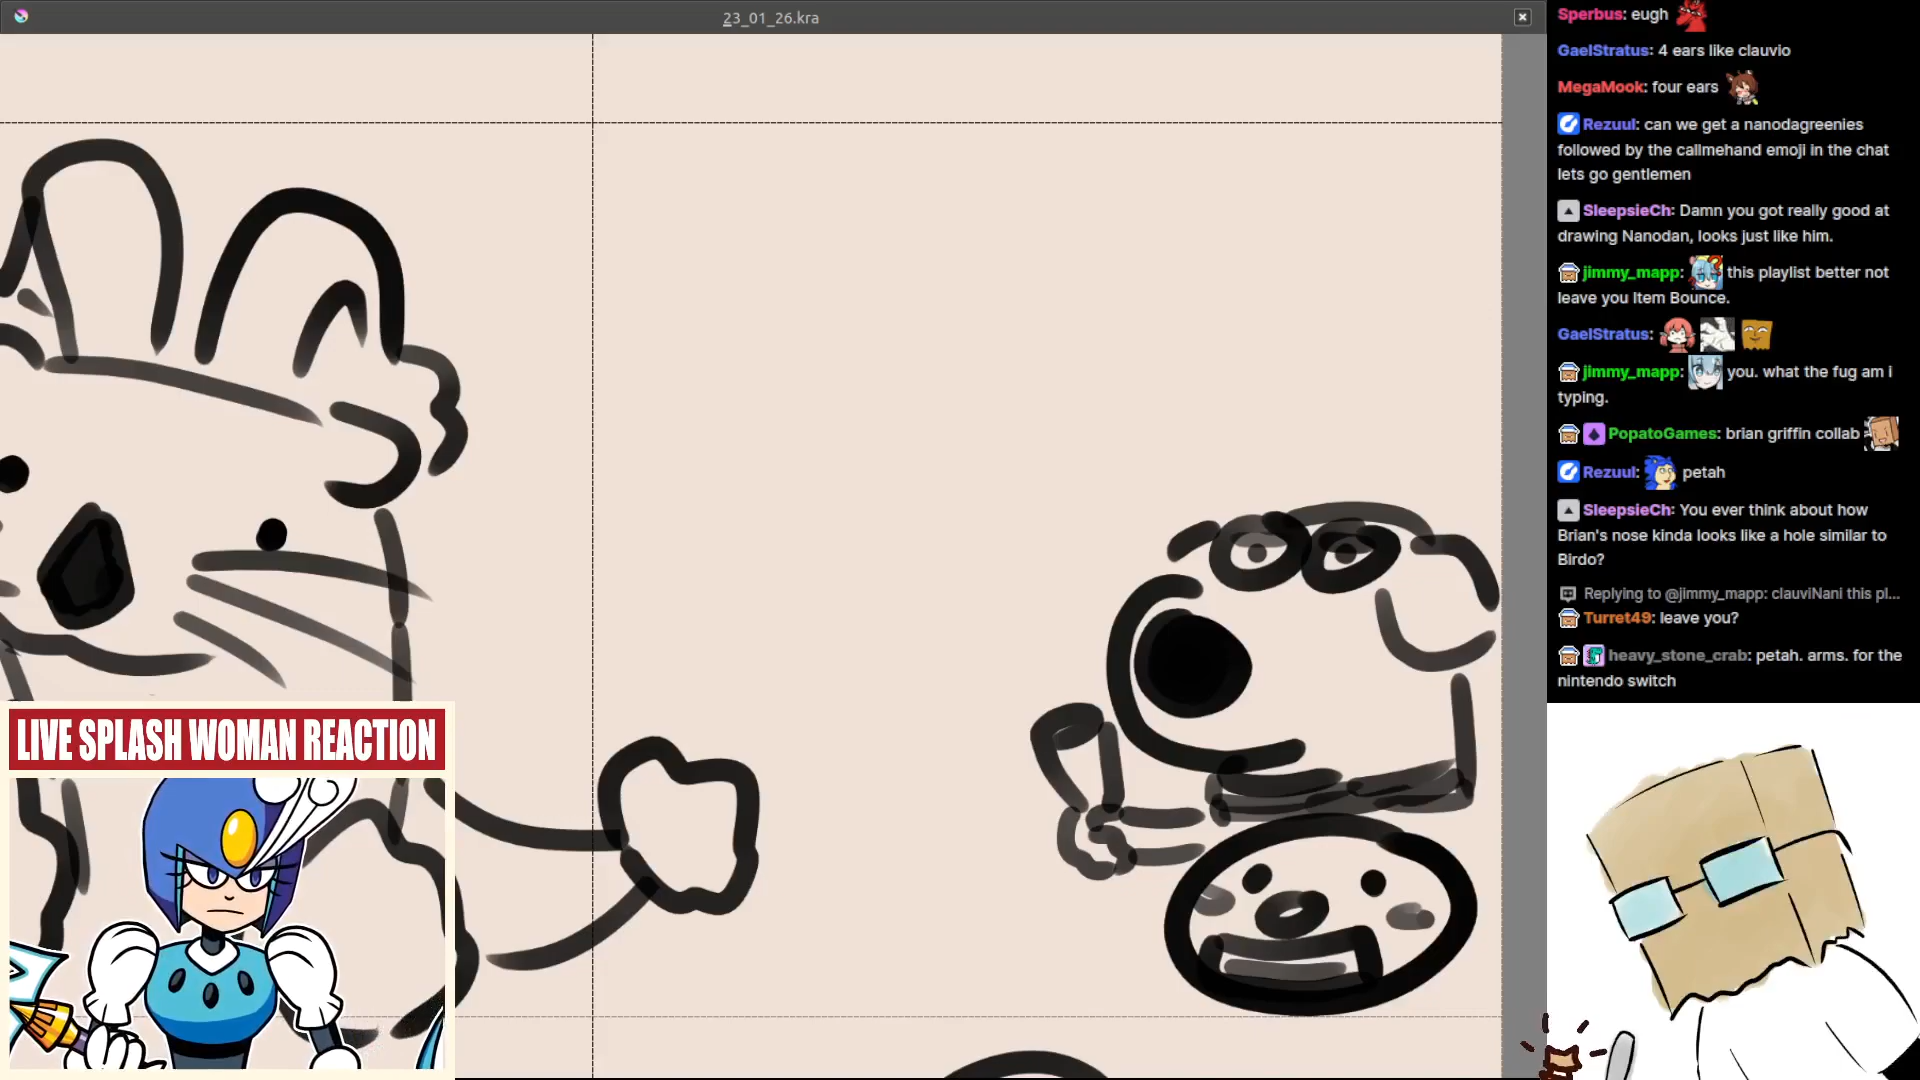 23_01_26.kra
Sperbus: eugh
GaelStratus: 4 ears like clauvio
MegaMook: four ears
Rezuul: can we get a nanodagreenies
followed by the callmehand emoji in the chat
lets go gentlemen
SleepsieCh: Damn you got really good at
drawing Nanodan, looks just like him.
jimmy_mapp: this playlist better not
leave you Item Bounce.
GaelStratus:
jimmy_mapp: you. what the fug am i
typing.
PopatoGames: brian griffin collab
Rezuul: petah
SleepsieCh: You ever think about how
Brian's nose kinda looks like a hole similar to
Birdo?
Replying to @jimmy_mapp: clauviNani this pl...
Turret49: leave you?
heavy_stone_crab: petah. arms. for the
nintendo switch
LIVE SPLASH WOMAN REACTION